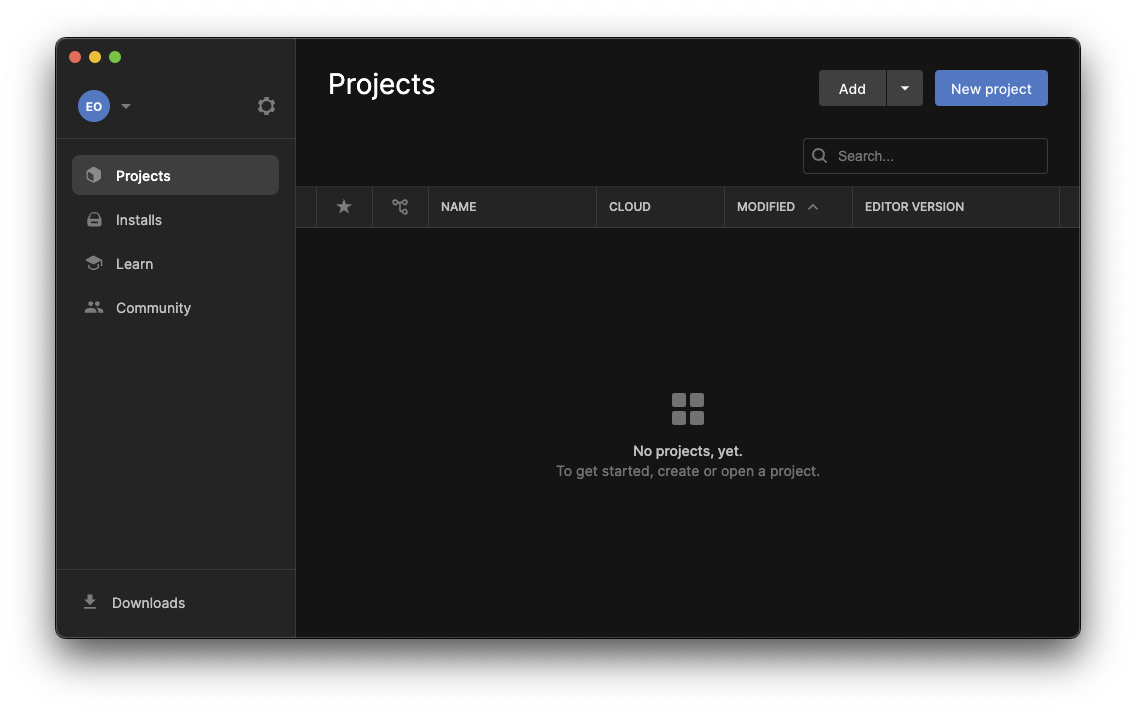 EO
Projects
Installs
Learn
Community
Downloads
Projects
Add
New project
Search...
NAME CLOUD MODIFIED EDITOR VERSION
No projects, yet.
To get started, create or open a project.